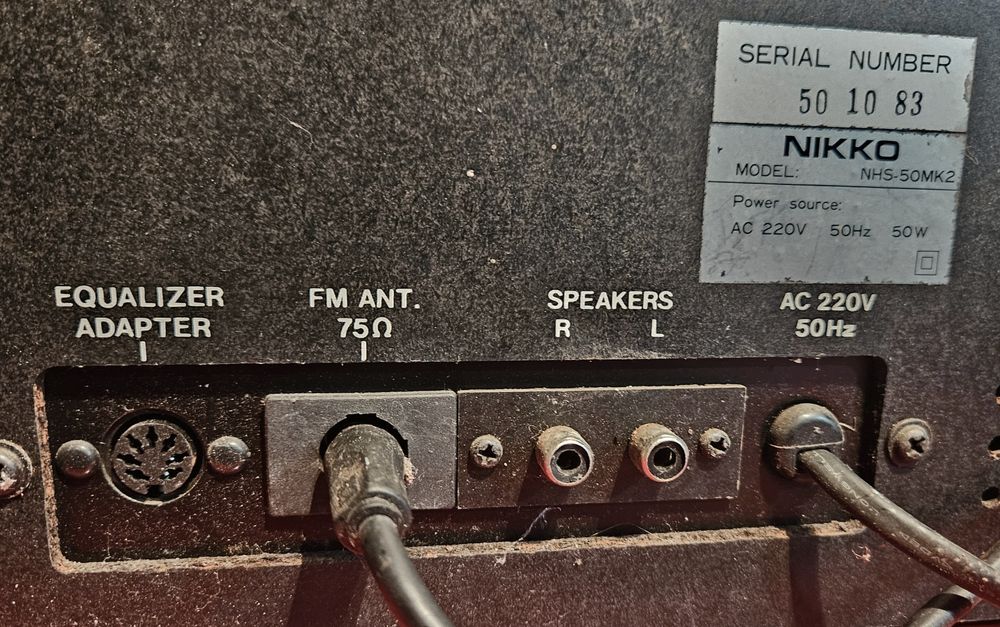 SERIAL NUMBER
50 10 83
NIKKO
MODEL: NHS-50MK2
Power source:
AC 220V 50Hz 50W
EQUALIZER
ADAPTER
FM ANT.
75Ω
SPEAKERS
R L
AC 220V
50Hz